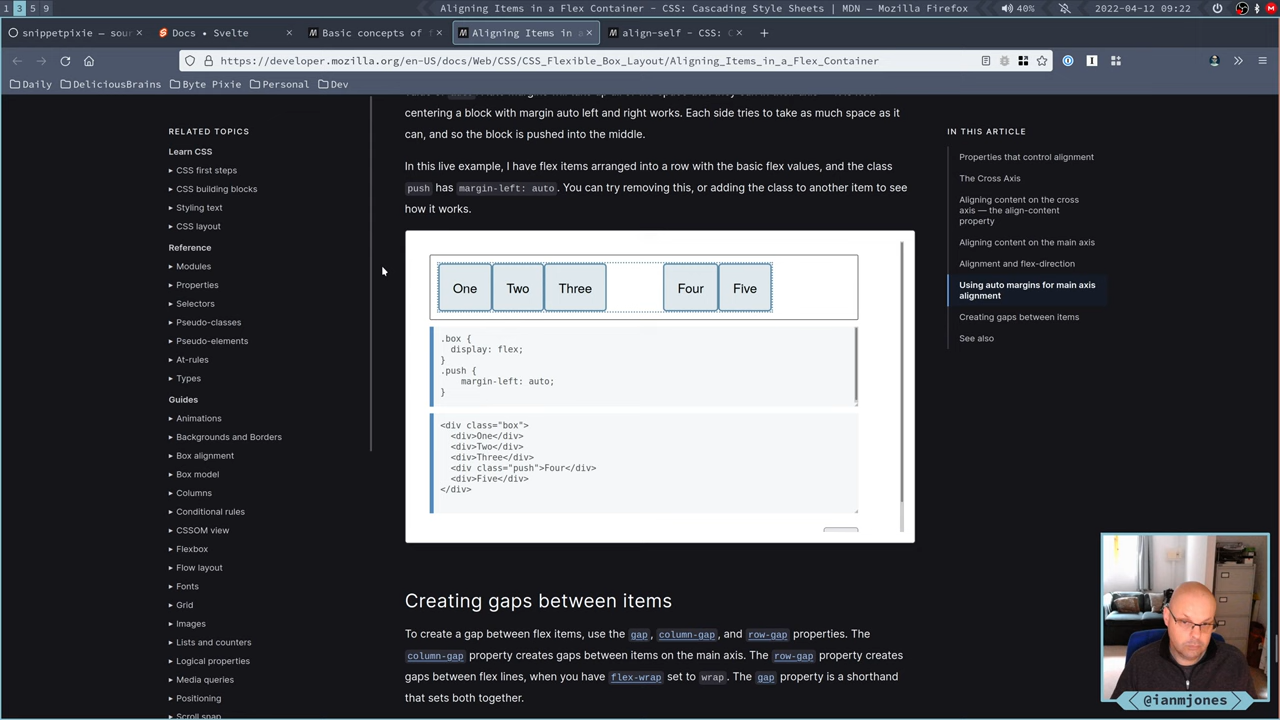 1 3 5 9
Aligning Items in a Flex Container - CSS: Cascading Style Sheets | MDN — Mozilla Firefox
40%
2022-04-12 09:22
snippetpixie — sour
Docs • Svelte
Basic concepts of f
Aligning Items in a
align-self - CSS: C
https://developer.mozilla.org/en-US/docs/Web/CSS/CSS_Flexible_Box_Layout/Aligning_Items_in_a_Flex_Container
Daily
DeliciousBrains
Byte Pixie
Personal
Dev
RELATED TOPICS
Learn CSS
CSS first steps
CSS building blocks
Styling text
CSS layout
Reference
Modules
Properties
Selectors
Pseudo-classes
Pseudo-elements
At-rules
Types
Guides
Animations
Backgrounds and Borders
Box alignment
Box model
Columns
Conditional rules
CSSOM view
Flexbox
Flow layout
Fonts
Grid
Images
Lists and counters
Logical properties
Media queries
Positioning
Scroll snap
centering a block with margin auto left and right works. Each side tries to take as much space as it
can, and so the block is pushed into the middle.
In this live example, I have flex items arranged into a row with the basic flex values, and the class
push has margin-left: auto. You can try removing this, or adding the class to another item to see
how it works.
One Two Three Four Five
.box {
display: flex;
}
.push {
margin-left: auto;
}
<div class="box">
<div>One</div>
<div>Two</div>
<div>Three</div>
<div class="push">Four</div>
<div>Five</div>
</div>
Creating gaps between items
To create a gap between flex items, use the gap, column-gap, and row-gap properties. The
column-gap property creates gaps between items on the main axis. The row-gap property creates
gaps between flex lines, when you have flex-wrap set to wrap. The gap property is a shorthand
that sets both together.
IN THIS ARTICLE
Properties that control alignment
The Cross Axis
Aligning content on the cross
axis — the align-content
property
Aligning content on the main axis
Alignment and flex-direction
Using auto margins for main axis
alignment
Creating gaps between items
See also
@ianmjones